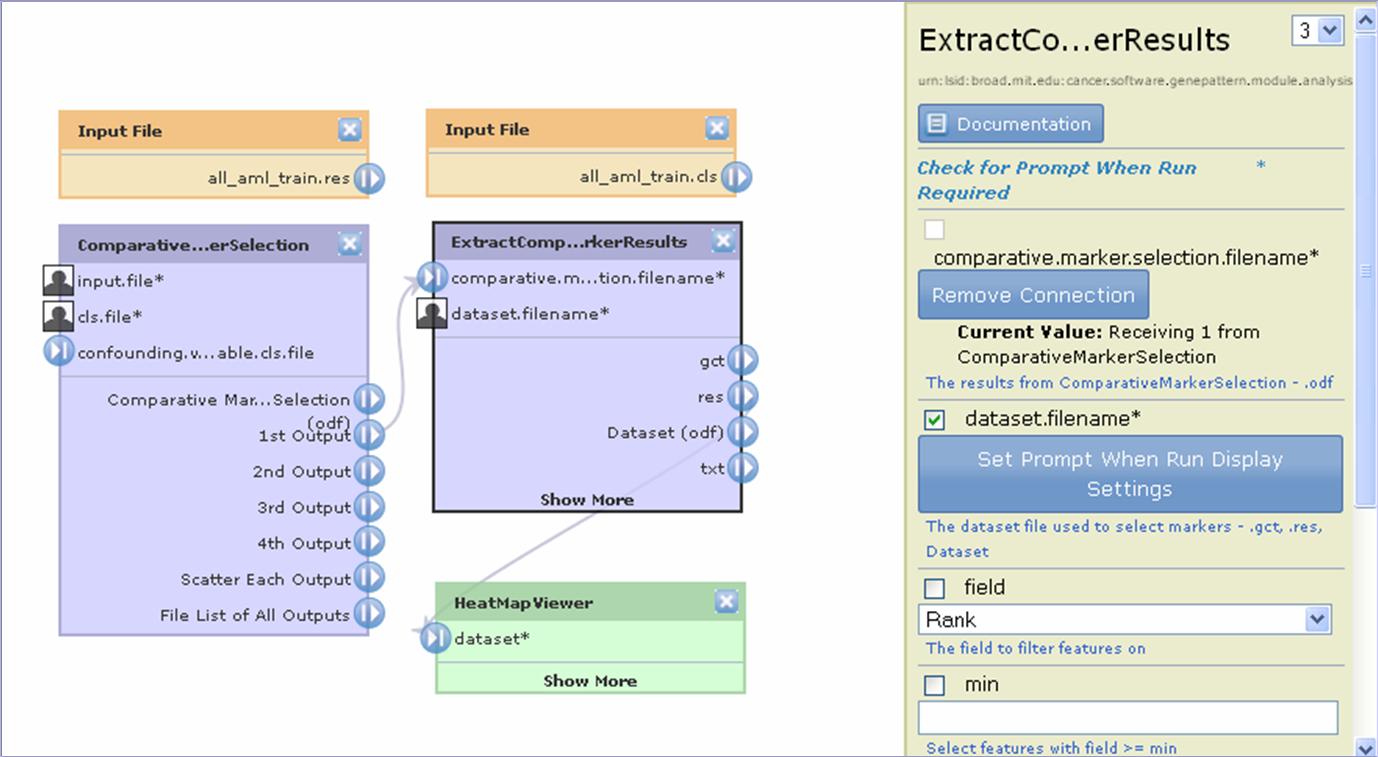 Input File
all_aml_train.res
Input File
all_aml_train.cls
Comparative...erSelection
input.file*
cls.file*
confounding.v...able.cls.file
Comparative Mar...Selection
(odf)
1st Output
2nd Output
3rd Output
4th Output
Scatter Each Output
File List of All Outputs
ExtractComp...rkerResults
comparative.m...tion.filename*
dataset.filename*
gct
res
Dataset (odf)
txt
Show More
HeatMapViewer
dataset*
Show More
ExtractCo...erResults
3
urn:lsid:broad.mit.edu:cancer.software.genepattern.module.analysis
Documentation
Check for Prompt When Run *
Required
comparative.marker.selection.filename*
Remove Connection
Current Value: Receiving 1 from
ComparativeMarkerSelection
The results from ComparativeMarkerSelection - .odf
dataset.filename*
Set Prompt When Run Display
Settings
The dataset file used to select markers - .gct, .res,
Dataset
field
Rank
The field to filter features on
min
Select features with field >= min